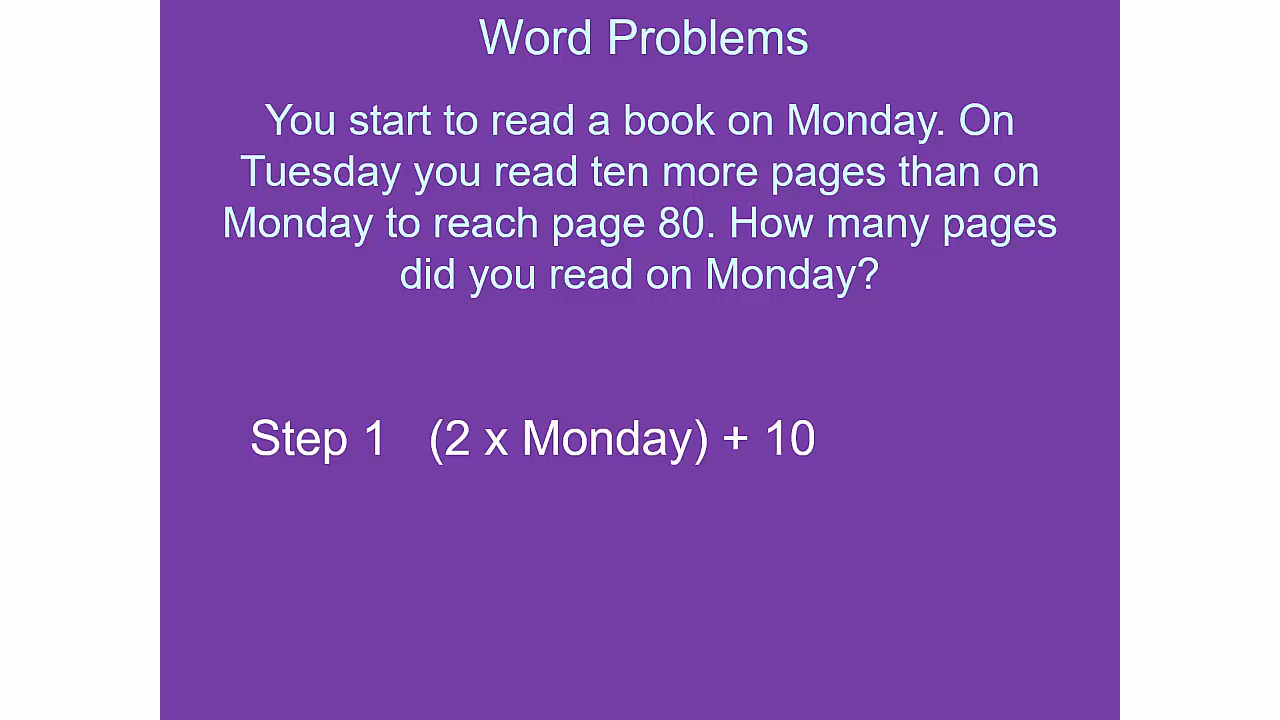 Word Problems
You start to read a book on Monday. On
Tuesday you read ten more pages than on
Monday to reach page 80. How many pages
did you read on Monday?
Step 1 (2 x Monday) + 10